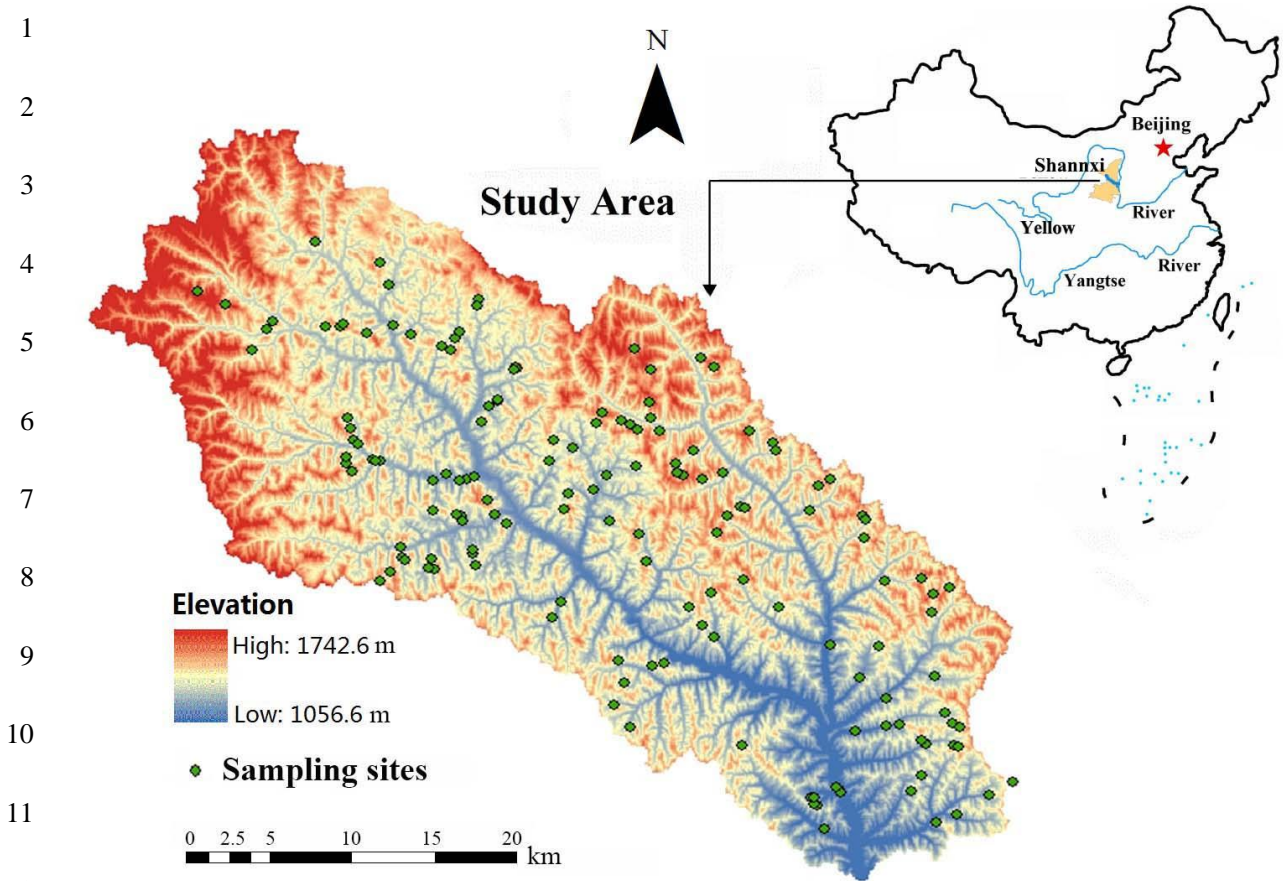 1
N
2
Beijing
Shannxi
3
Study Area
River
Yellow
4
Yangtse
River
5
6
7
8
Elevation
High: 1742.6 m
9
Low: 1056.6 m
10
Sampling sites
11
0 2.5 5 10 15 20
km